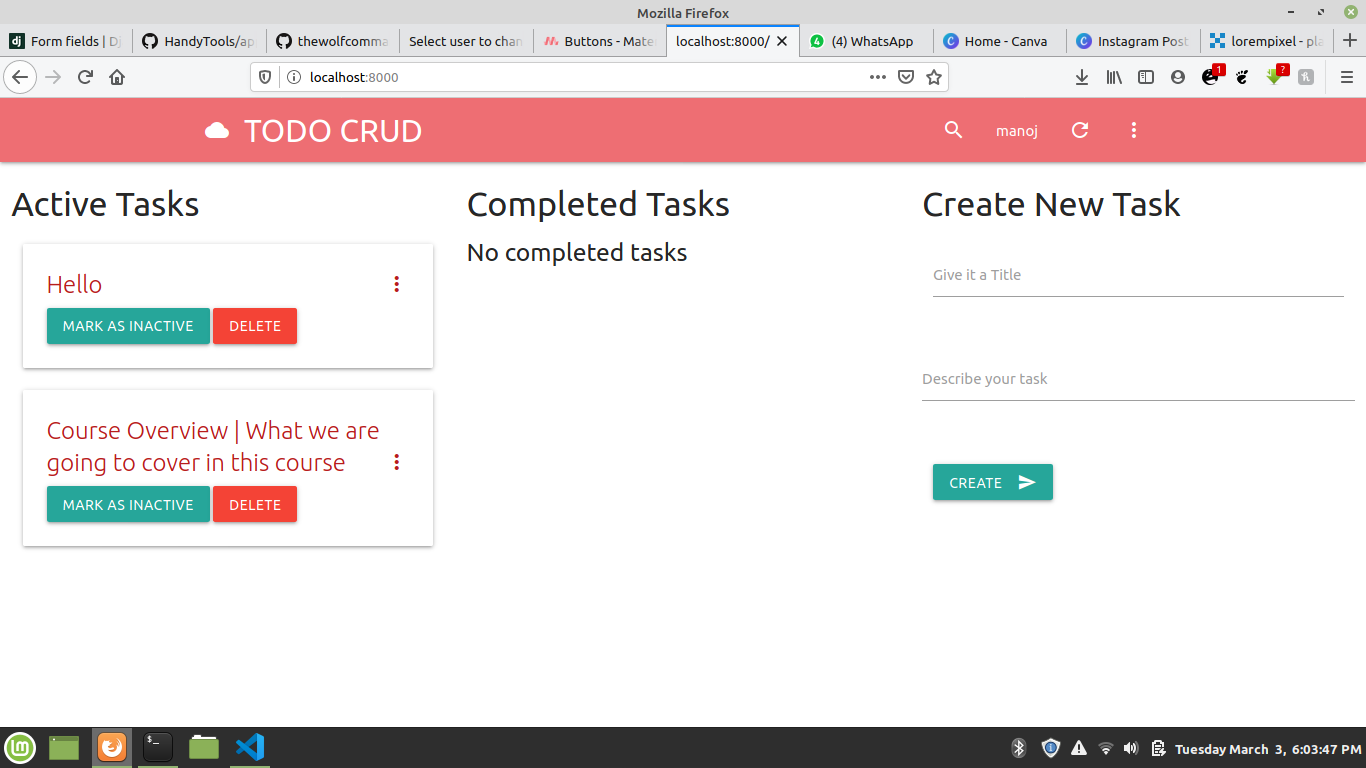 Mozilla Firefox
Form fields | Dj
HandyTools/ap
thewolfcomma
Select user to chan
Buttons - Mate
localhost:8000/
(4) WhatsApp
Home - Canva
Instagram Post
lorempixel - pla
localhost:8000
1
?
TODO CRUD
manoj
Active Tasks
Hello
MARK AS INACTIVE
DELETE
Course Overview | What we are
going to cover in this course
MARK AS INACTIVE
DELETE
Completed Tasks
No completed tasks
Create New Task
Give it a Title
Describe your task
CREATE
Tuesday March 3, 6:03:47 PM